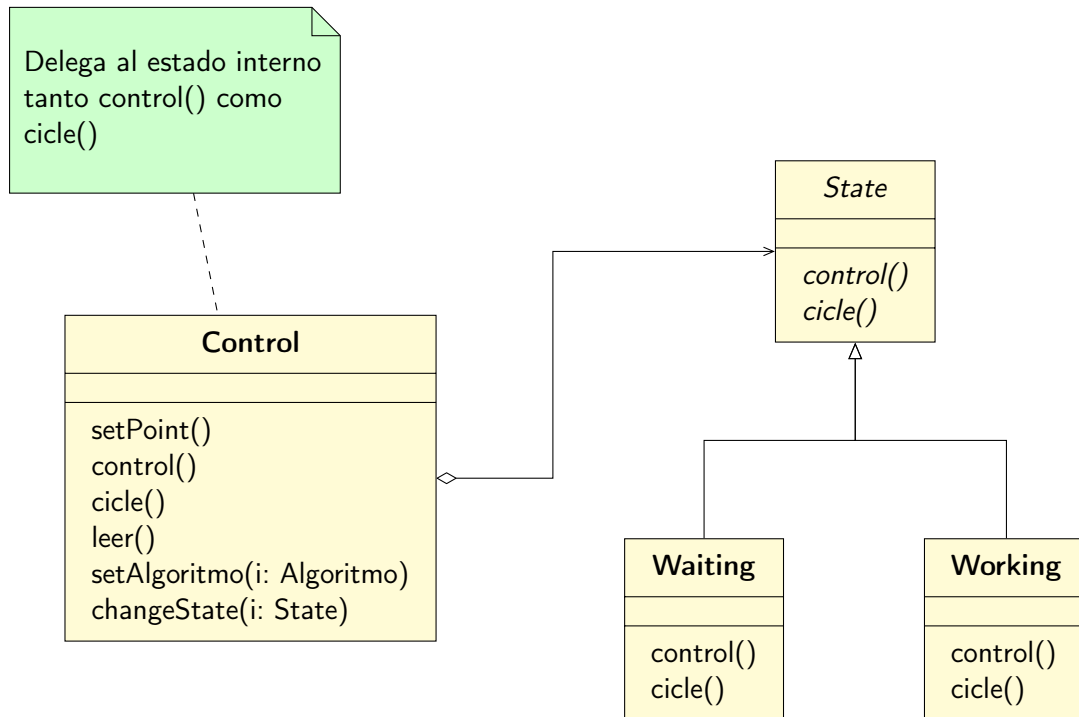 Delega al estado interno
tanto control() como
cicle()
State
control()
cicle()
Control
setPoint()
control()
cicle()
leer()
setAlgoritmo(i: Algoritmo)
changeState(i: State)
Waiting
control()
cicle()
Working
control()
cicle()